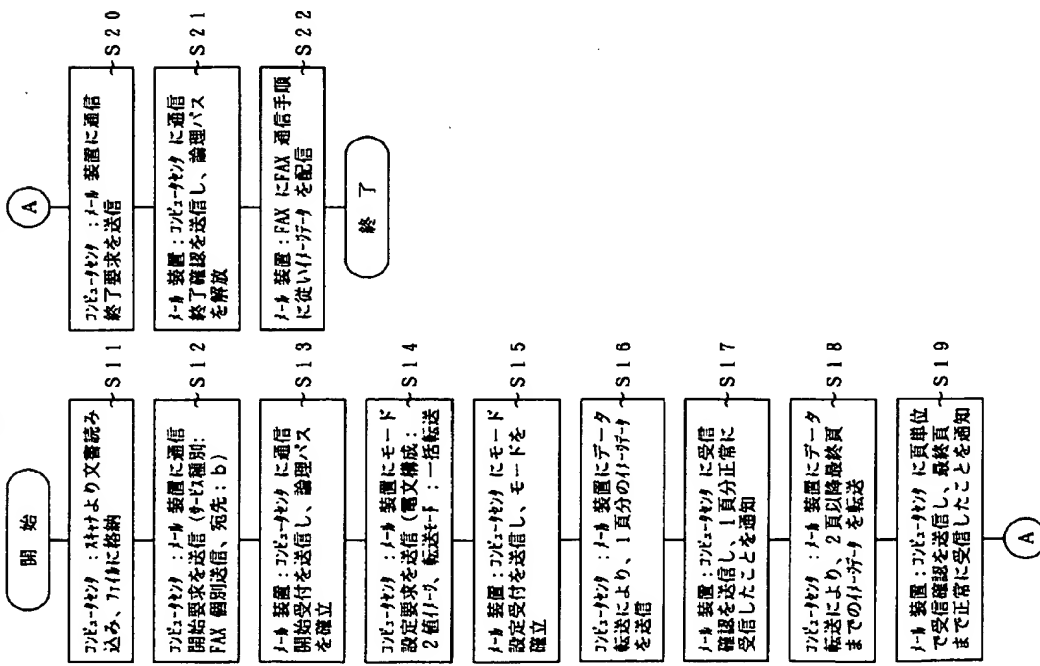 開始
コンピュータセンタ : スキャナより文書読み
込み、ファイルに格納
~S11
コンピュータセンタ : メール 装置に通信
開始要求を送信 (サービス種別:
FAX 個別送信、宛先 : b)
~S12
メール 装置 : コンピュータセンタ に通信
開始受付を送信し、論理パス
を確立
~S13
コンピュータセンタ : メール 装置にモード
設定要求を送信 (電文構成:
2 値イメージ、転送モード : 一括転送
~S14
メール 装置 : コンピュータセンタ にモード
設定受付を送信し、モードを
確立
~S15
コンピュータセンタ : メール 装置にデータ
転送により、1 頁分のイメージデータ
を送信
~S16
メール 装置 : コンピュータセンタ に受信
確認を送信し、1 頁分正常に
受信したことを通知
~S17
コンピュータセンタ : メール 装置にデータ
転送により、2 頁以降最終頁
までのイメージデータ を転送
~S18
メール 装置 : コンピュータセンタ に頁単位
で受信確認を送信し、最終頁
まで正常に受信したことを通知
~S19
A
A
コンピュータセンタ : メール 装置に通信
終了要求を送信
~S20
メール 装置 : コンピュータセンタ に通信
終了確認を送信し、論理パス
を解放
~S21
メール 装置 : FAX にFAX 通信手順
に従いイメージデータ を配信
~S22
終了